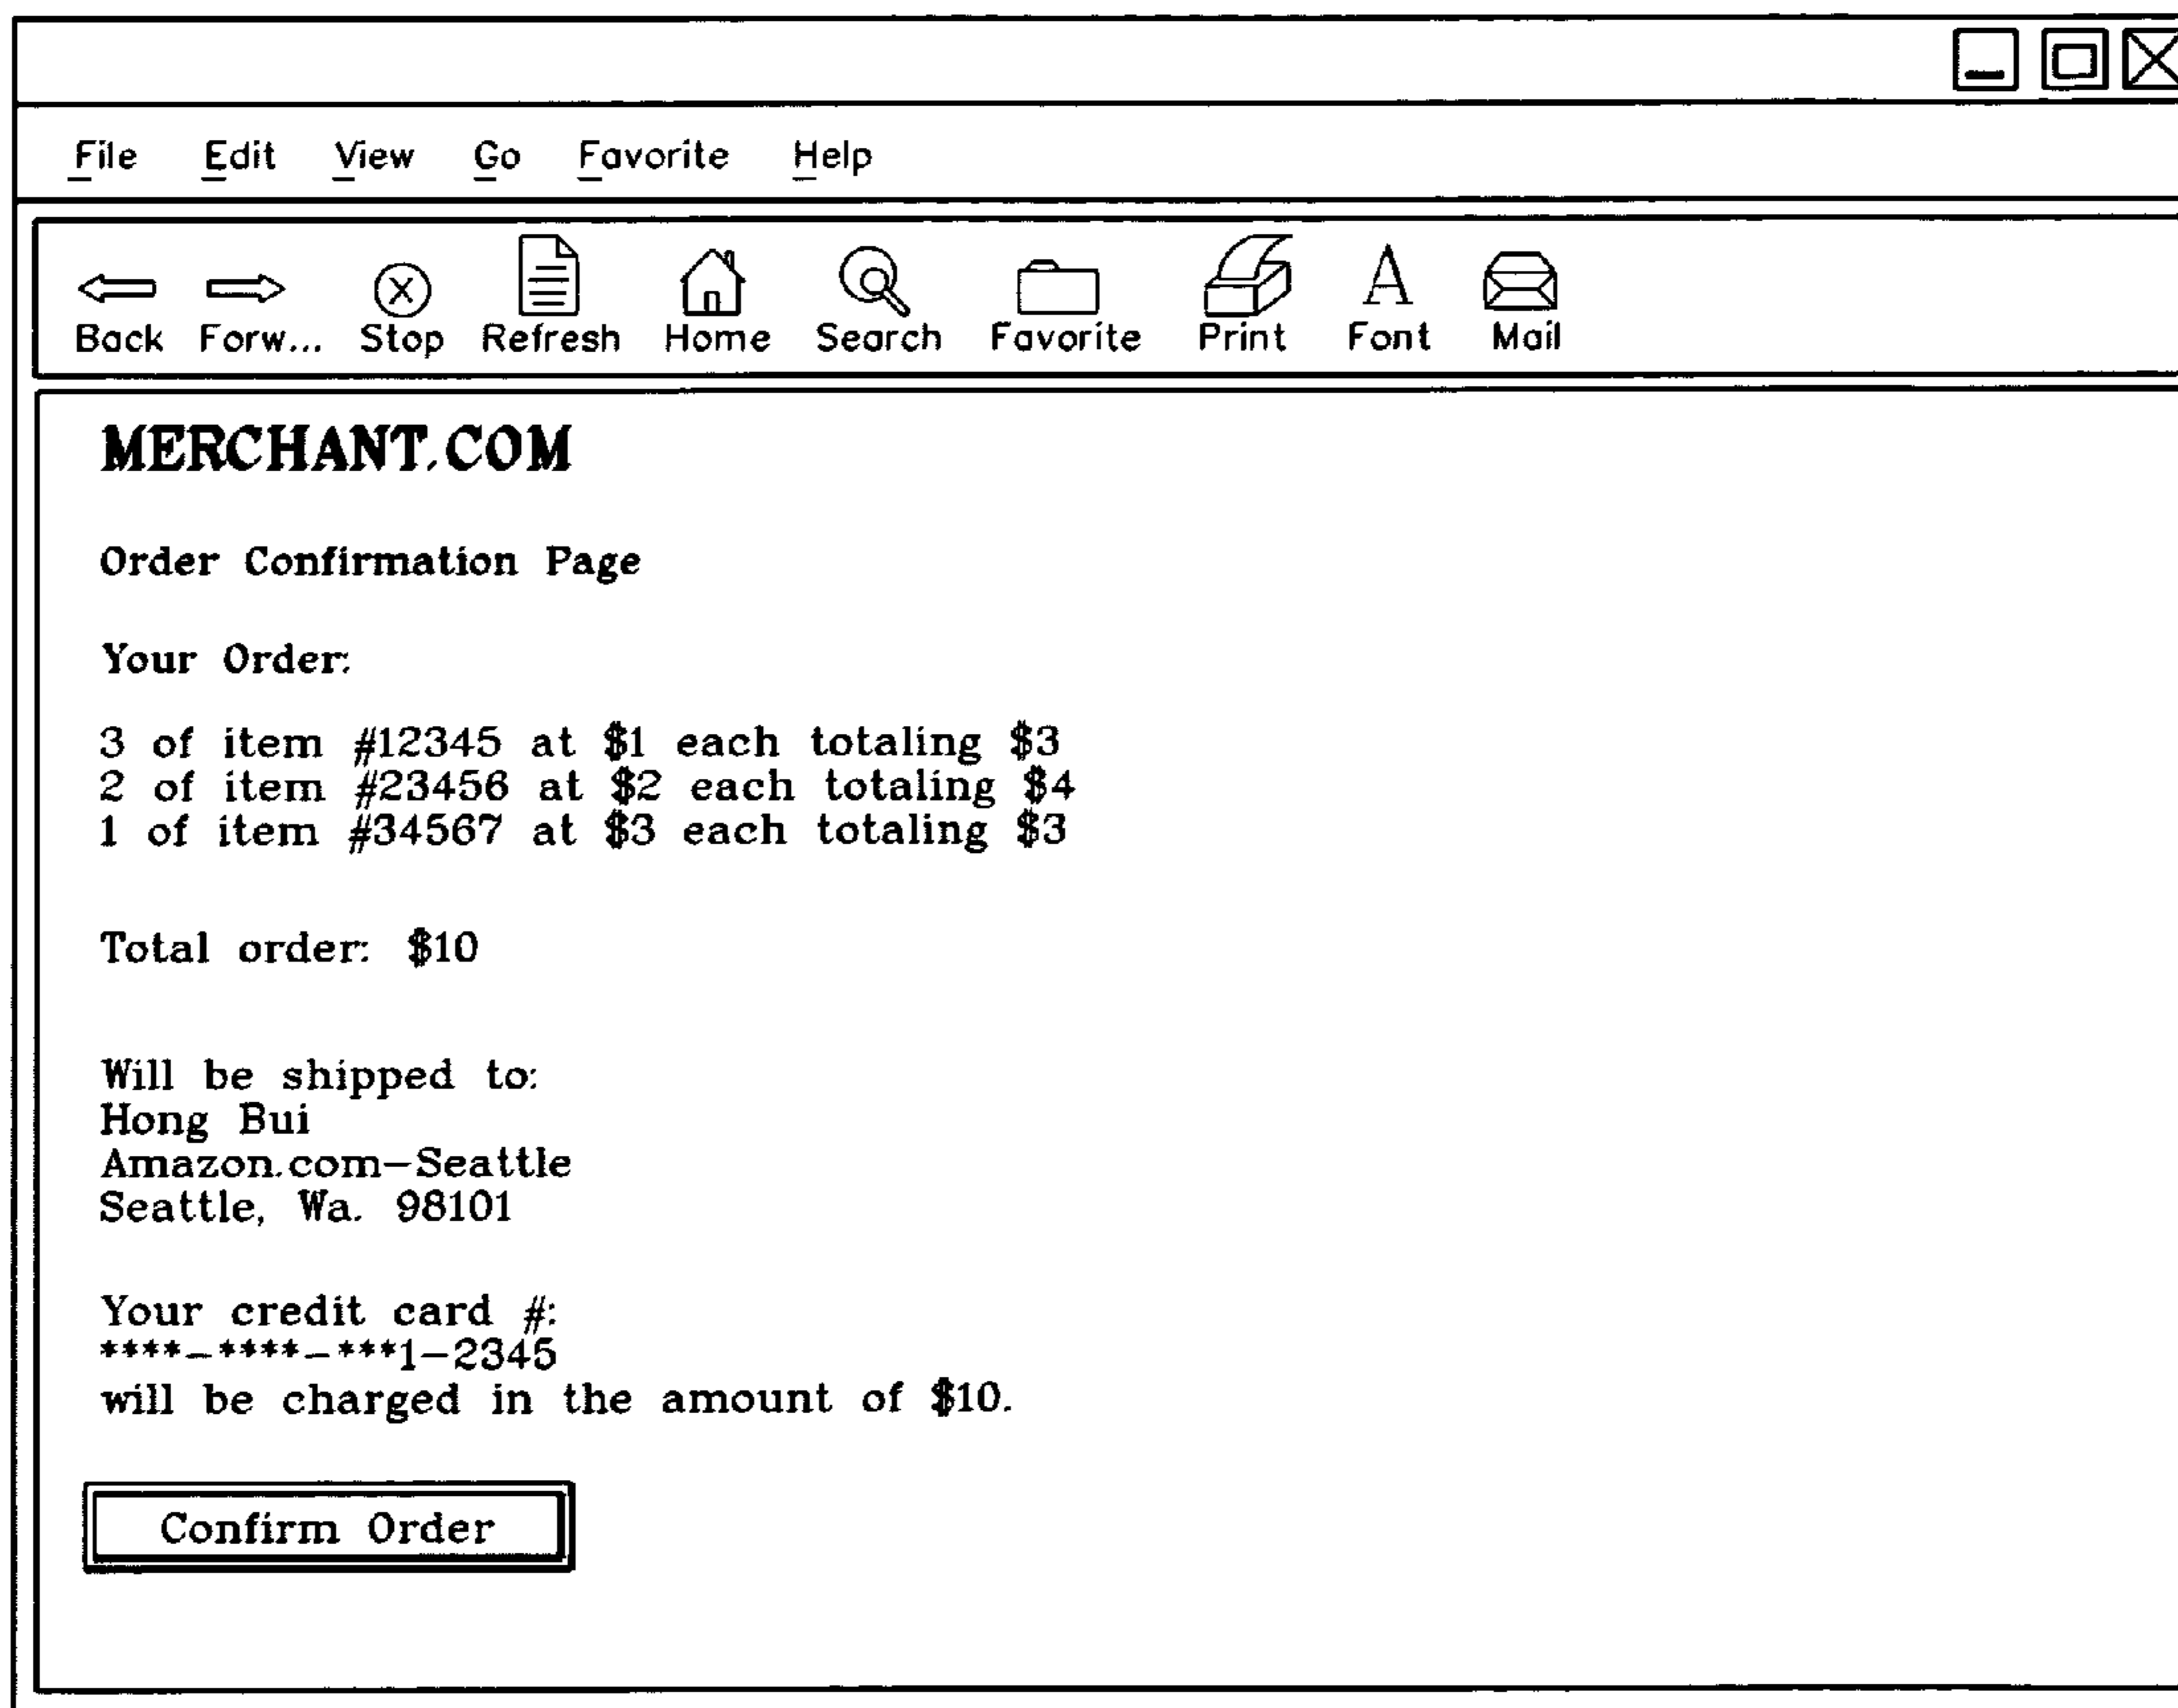 File Edit View Go Favorite Help
Back Forw... Stop Refresh Home Search Favorite Print Font Mail
MERCHANT.COM
Order Confirmation Page
Your Order:
3 of item #12345 at $1 each totaling $3
2 of item #23456 at $2 each totaling $4
1 of item #34567 at $3 each totaling $3
Total order: $10
Will be shipped to:
Hong Bui
Amazon.com-Seattle
Seattle, Wa. 98101
Your credit card #:
****-****-***1-2345
will be charged in the amount of $10.
Confirm Order